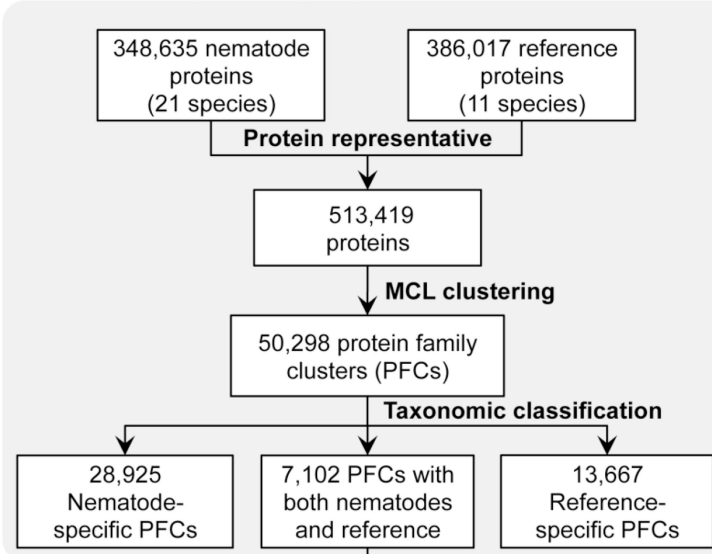 348,635 nematode
proteins
(21 species)
386,017 reference
proteins
(11 species)
Protein representative
513,419
proteins
MCL clustering
50,298 protein family
clusters (PFCs)
Taxonomic classification
28,925
Nematode-
specific PFCs
7,102 PFCs with
both nematodes
and reference
13,667
Reference-
specific PFCs